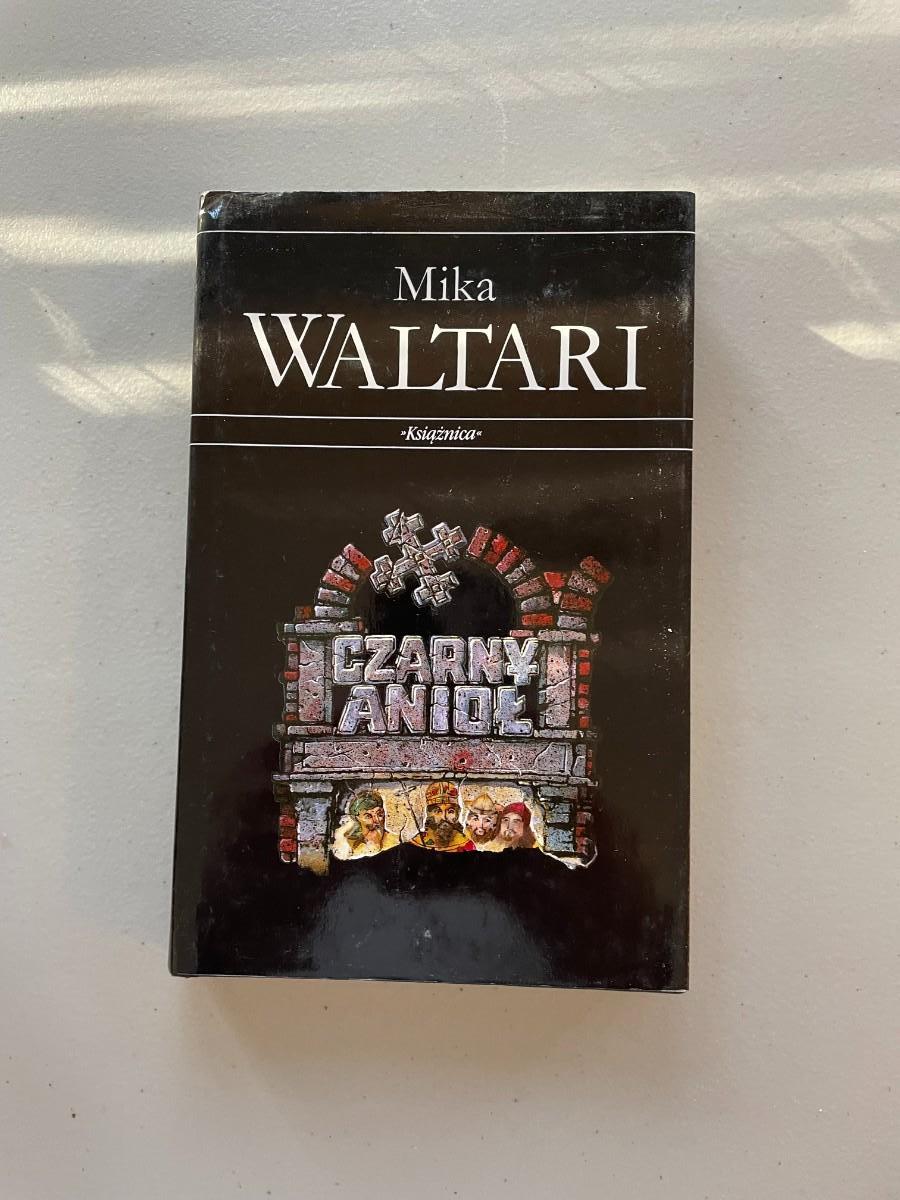 Mika
WALTARI
»Książnica«
CZARNY
ANIOŁ